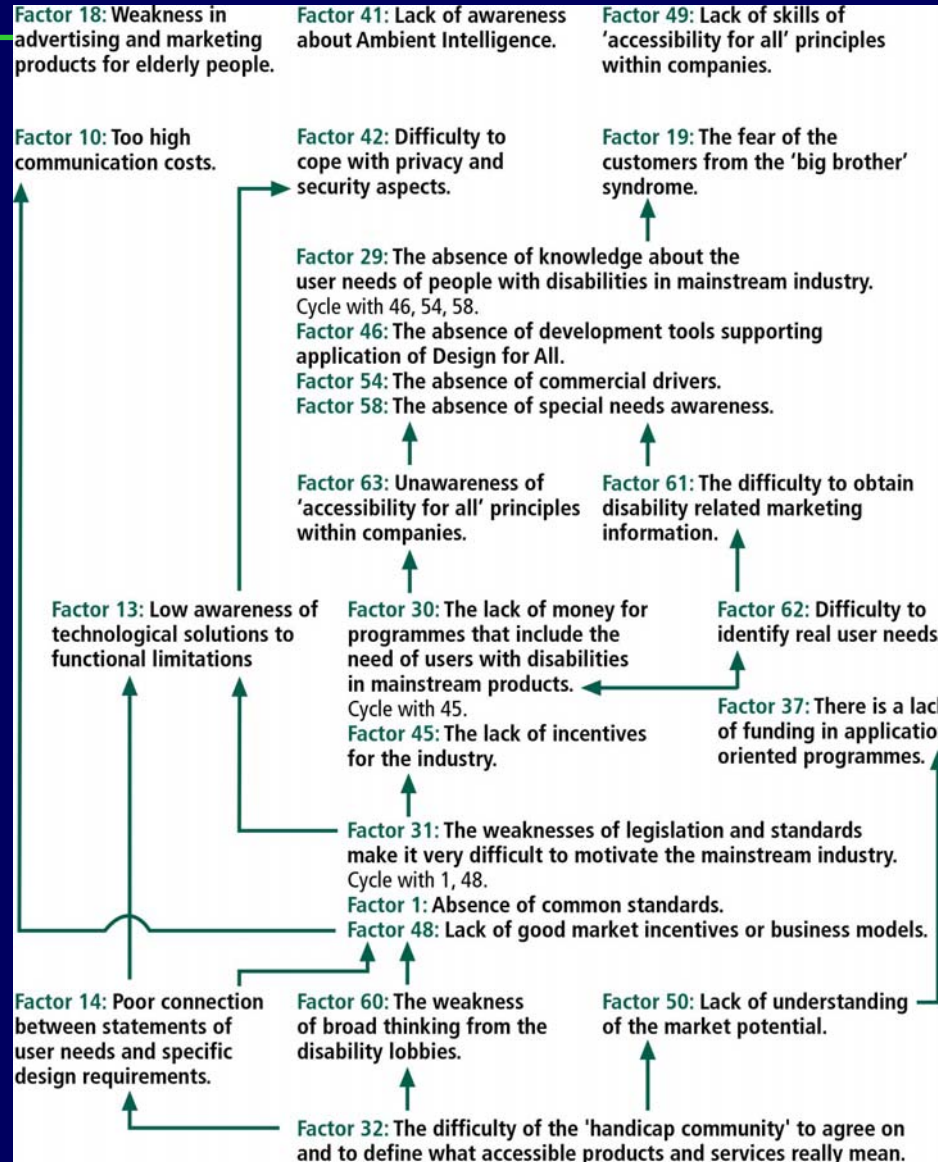 Factor 18: Weakness in
advertising and marketing
products for elderly people.
Factor 41: Lack of awareness
about Ambient Intelligence.
Factor 49: Lack of skills of
‘accessibility for all’ principles
within companies.
Factor 10: Too high
communication costs.
Factor 42: Difficulty to
cope with privacy and
security aspects.
Factor 19: The fear of the
customers from the ‘big brother’
syndrome.
Factor 29: The absence of knowledge about the
user needs of people with disabilities in mainstream industry.
Cycle with 46, 54, 58.
Factor 46: The absence of development tools supporting
application of Design for All.
Factor 54: The absence of commercial drivers.
Factor 58: The absence of special needs awareness.
Factor 63: Unawareness of
‘accessibility for all’ principles
within companies.
Factor 61: The difficulty to obtain
disability related marketing
information.
Factor 13: Low awareness of
technological solutions to
functional limitations
Factor 30: The lack of money for
programmes that include the
need of users with disabilities
in mainstream products.
Cycle with 45.
Factor 45: The lack of incentives
for the industry.
Factor 62: Difficulty to
identify real user needs
Factor 37: There is a lac
of funding in applicatio
oriented programmes.
Factor 31: The weaknesses of legislation and standards
make it very difficult to motivate the mainstream industry.
Cycle with 1, 48.
Factor 1: Absence of common standards.
Factor 48: Lack of good market incentives or business models.
Factor 14: Poor connection
between statements of
user needs and specific
design requirements.
Factor 60: The weakness
of broad thinking from the
disability lobbies.
Factor 50: Lack of understanding
of the market potential.
Factor 32: The difficulty of the 'handicap community' to agree on
and to define what accessible products and services really mean.